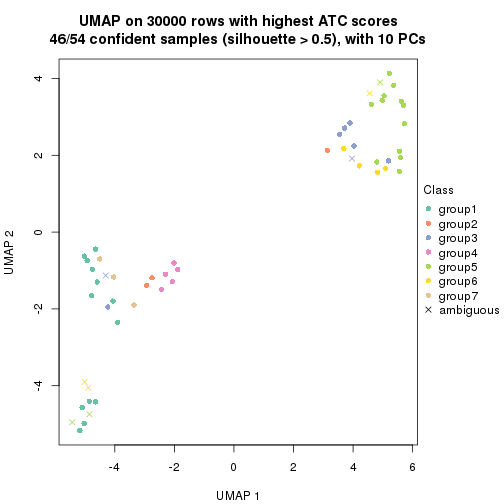 UMAP on 30000 rows with highest ATC scores
46/54 confident samples (silhouette > 0.5), with 10 PCs
4
2
0
-2
-4
UMAP 2
-4
-2
0
2
4
6
UMAP 1
Class
group1
group2
group3
group4
group5
group6
group7
ambiguous